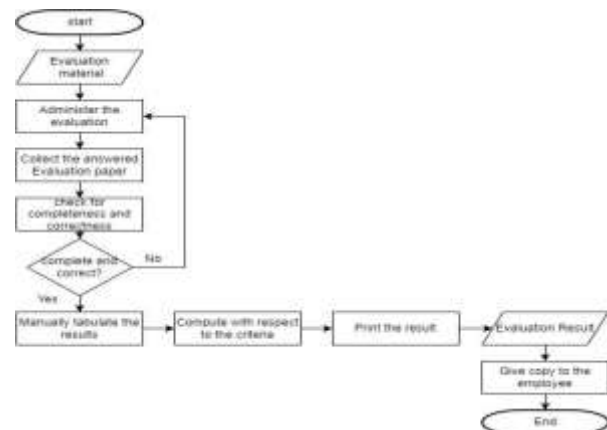 start
Evaluation
material
Administer the
evaluation
Collect the answered
Evaluation paper
check for
completeness and
correctness
complete and
correct?
No
Yes
Manually tabulate the
results
Compute with respect
to the criteria
Print the result
Evaluation Result
Give copy to the
employee
End